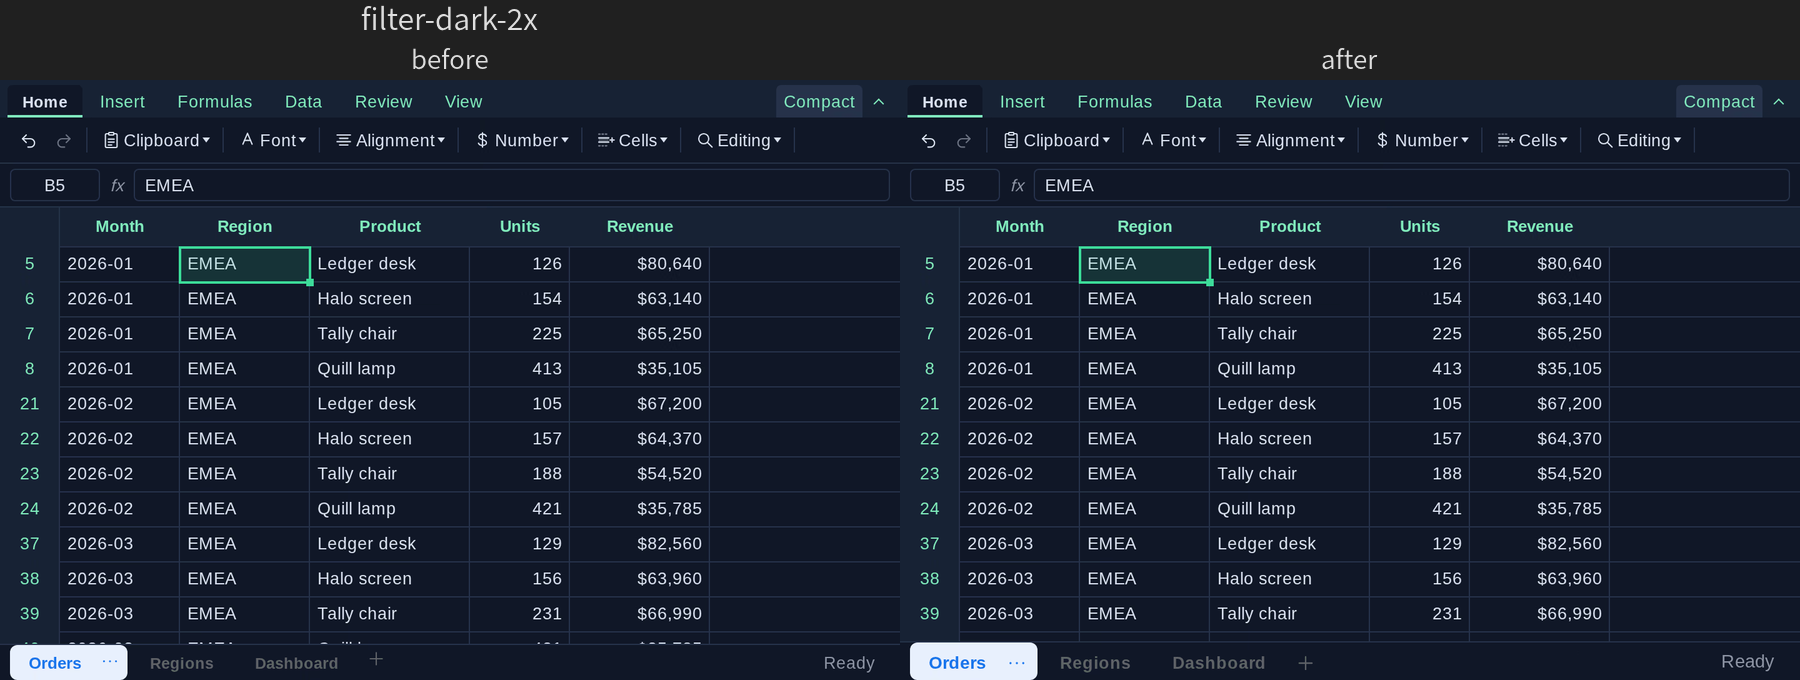 filter-dark-2x
before after
Home Insert Formulas Data Review View Compact
Clipboard Font Alignment $ Number Cells Editing
B5 fx EMEA
Month Region Product Units Revenue
5 2026-01 EMEA Ledger desk 126 $80,640
6 2026-01 EMEA Halo screen 154 $63,140
7 2026-01 EMEA Tally chair 225 $65,250
8 2026-01 EMEA Quill lamp 413 $35,105
21 2026-02 EMEA Ledger desk 105 $67,200
22 2026-02 EMEA Halo screen 157 $64,370
23 2026-02 EMEA Tally chair 188 $54,520
24 2026-02 EMEA Quill lamp 421 $35,785
37 2026-03 EMEA Ledger desk 129 $82,560
38 2026-03 EMEA Halo screen 156 $63,960
39 2026-03 EMEA Tally chair 231 $66,990
Orders ··· Regions Dashboard + Ready
Home Insert Formulas Data Review View Compact
Clipboard Font Alignment $ Number Cells Editing
B5 fx EMEA
Month Region Product Units Revenue
5 2026-01 EMEA Ledger desk 126 $80,640
6 2026-01 EMEA Halo screen 154 $63,140
7 2026-01 EMEA Tally chair 225 $65,250
8 2026-01 EMEA Quill lamp 413 $35,105
21 2026-02 EMEA Ledger desk 105 $67,200
22 2026-02 EMEA Halo screen 157 $64,370
23 2026-02 EMEA Tally chair 188 $54,520
24 2026-02 EMEA Quill lamp 421 $35,785
37 2026-03 EMEA Ledger desk 129 $82,560
38 2026-03 EMEA Halo screen 156 $63,960
39 2026-03 EMEA Tally chair 231 $66,990
Orders ··· Regions Dashboard + Ready